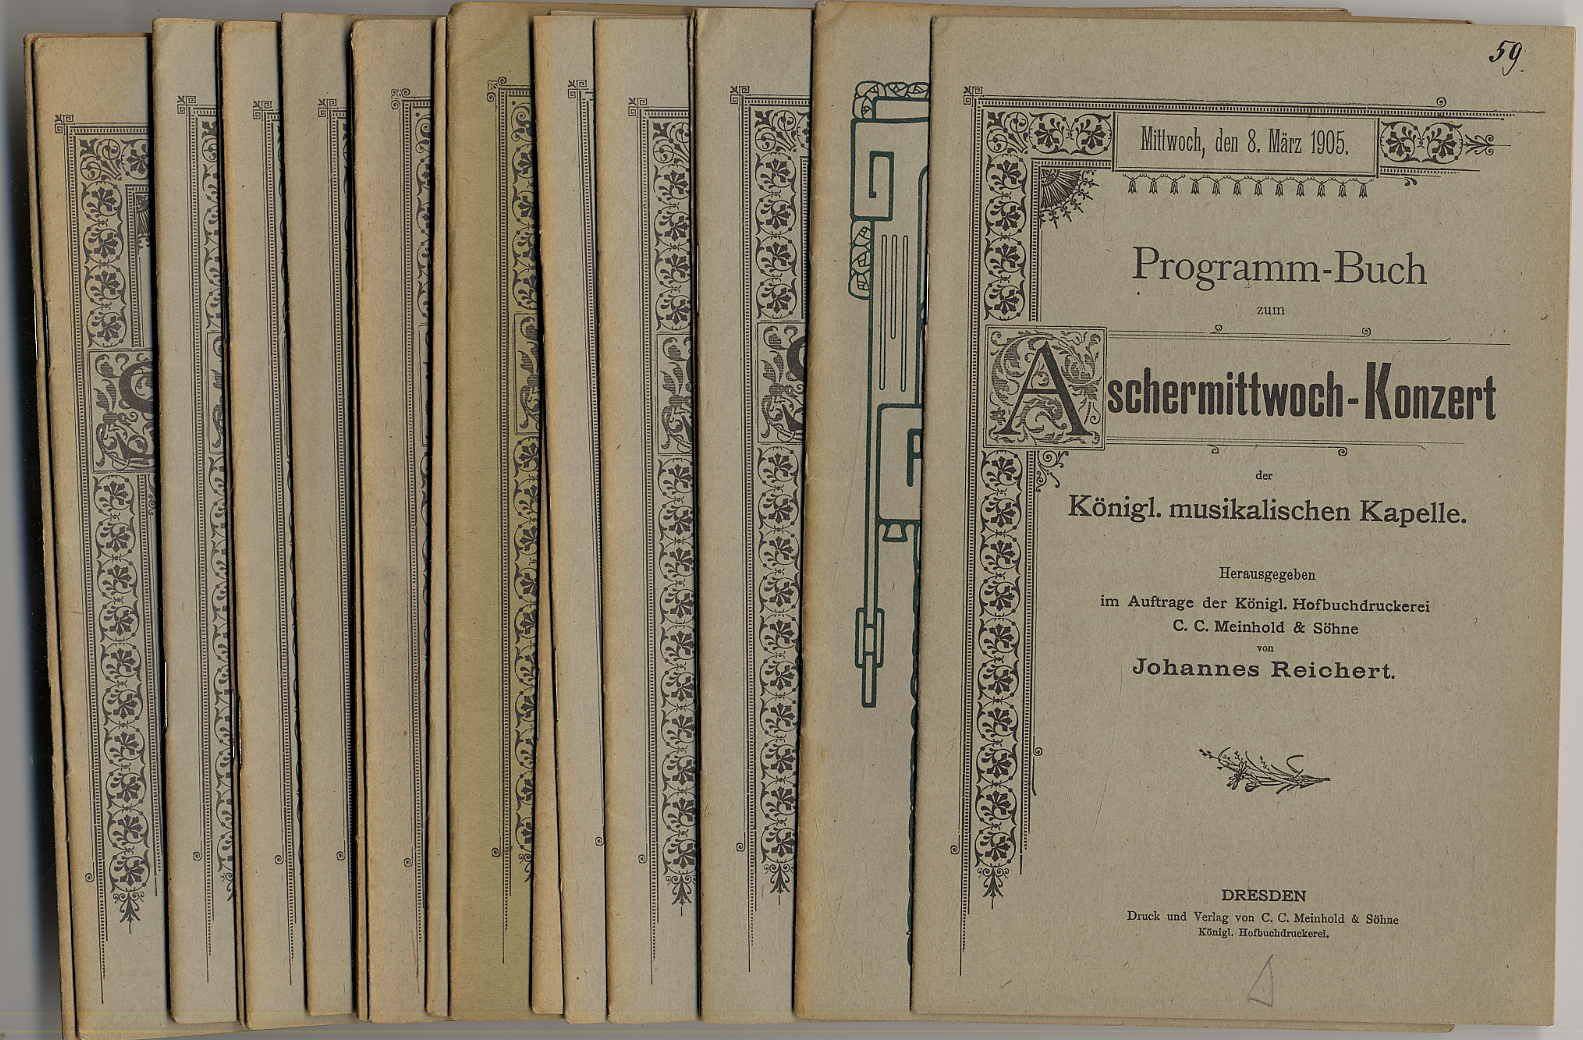 59.
Mittwoch, den 8. März 1905.
Programm-Buch
zum
Aschermittwoch-Konzert
der
Königl. musikalischen Kapelle.
Herausgegeben
im Auftrage der Königl. Hofbuchdruckerei
C. C. Meinhold & Söhne
von
Johannes Reichert.
DRESDEN
Druck und Verlag von C. C. Meinhold & Söhne
Königl. Hofbuchdruckerei.